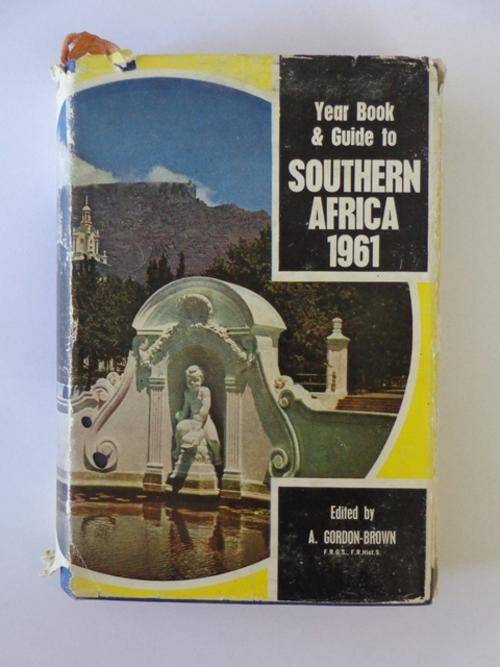 Year Book
& Guide to
SOUTHERN
AFRICA
1961
Edited by
A. GORDON-BROWN
F.R.G.S., F.R.Hist.S.